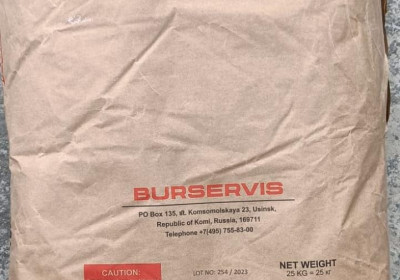 BURSERVIS
PO Box 135, st. Komsomolskaya 23, Usinsk,
Republic of Komi, Russia, 169711
Telephone +7(495) 755-83-00
NET WEIGHT
25 KG = 25 кг
CAUTION:
LOT NO: 254 / 2023